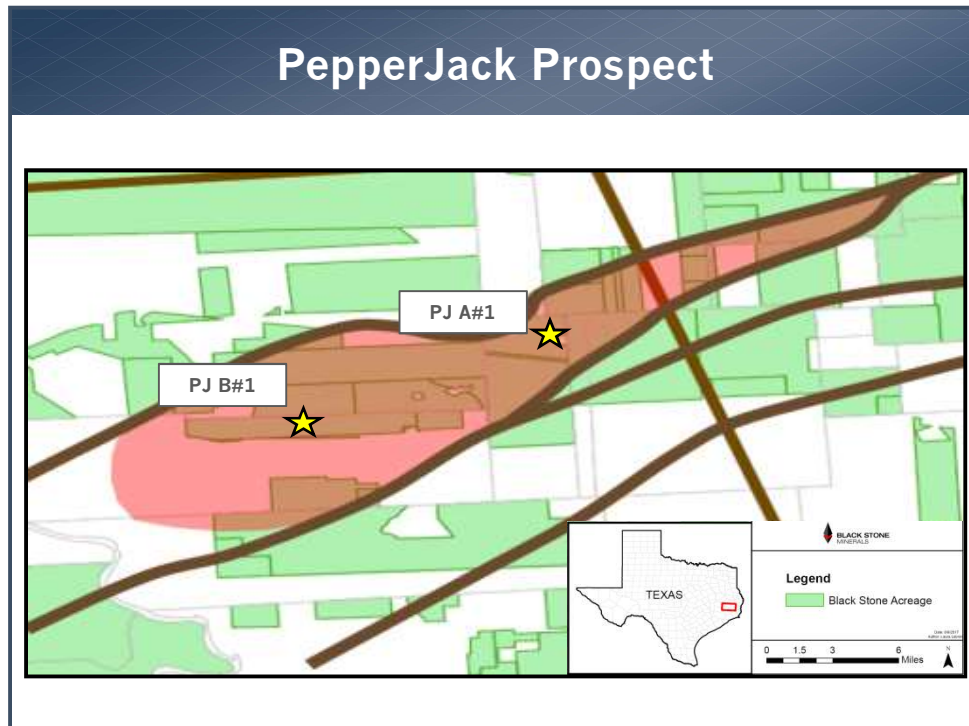 PepperJack Prospect
PJ A#1
PJ B#1
TEXAS
BLACK STONE
MINERALS
Legend
Black Stone Acreage
0 1.5 3 6
Miles
N